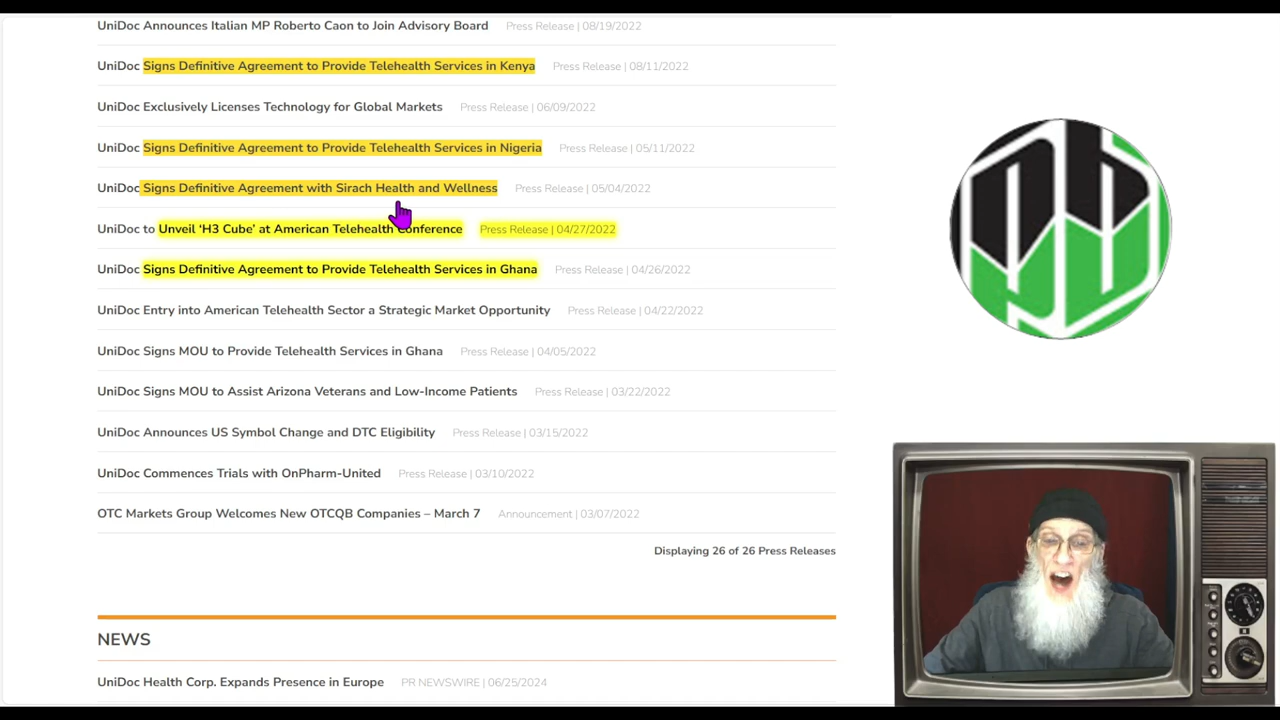 UniDoc Announces Italian MP Roberto Caon to Join Advisory Board Press Release | 08/19/2022
UniDoc Signs Definitive Agreement to Provide Telehealth Services in Kenya Press Release | 08/11/2022
UniDoc Exclusively Licenses Technology for Global Markets Press Release | 06/09/2022
UniDoc Signs Definitive Agreement to Provide Telehealth Services in Nigeria Press Release | 05/11/2022
UniDoc Signs Definitive Agreement with Sirach Health and Wellness Press Release | 05/04/2022
UniDoc to Unveil ‘H3 Cube’ at American Telehealth Conference Press Release | 04/27/2022
UniDoc Signs Definitive Agreement to Provide Telehealth Services in Ghana Press Release | 04/26/2022
UniDoc Entry into American Telehealth Sector a Strategic Market Opportunity Press Release | 04/22/2022
UniDoc Signs MOU to Provide Telehealth Services in Ghana Press Release | 04/05/2022
UniDoc Signs MOU to Assist Arizona Veterans and Low-Income Patients Press Release | 03/22/2022
UniDoc Announces US Symbol Change and DTC Eligibility Press Release | 03/15/2022
UniDoc Commences Trials with OnPharm-United Press Release | 03/10/2022
OTC Markets Group Welcomes New OTCQB Companies – March 7 Announcement | 03/07/2022
Displaying 26 of 26 Press Releases
NEWS
UniDoc Health Corp. Expands Presence in Europe PR NEWSWIRE | 06/25/2024